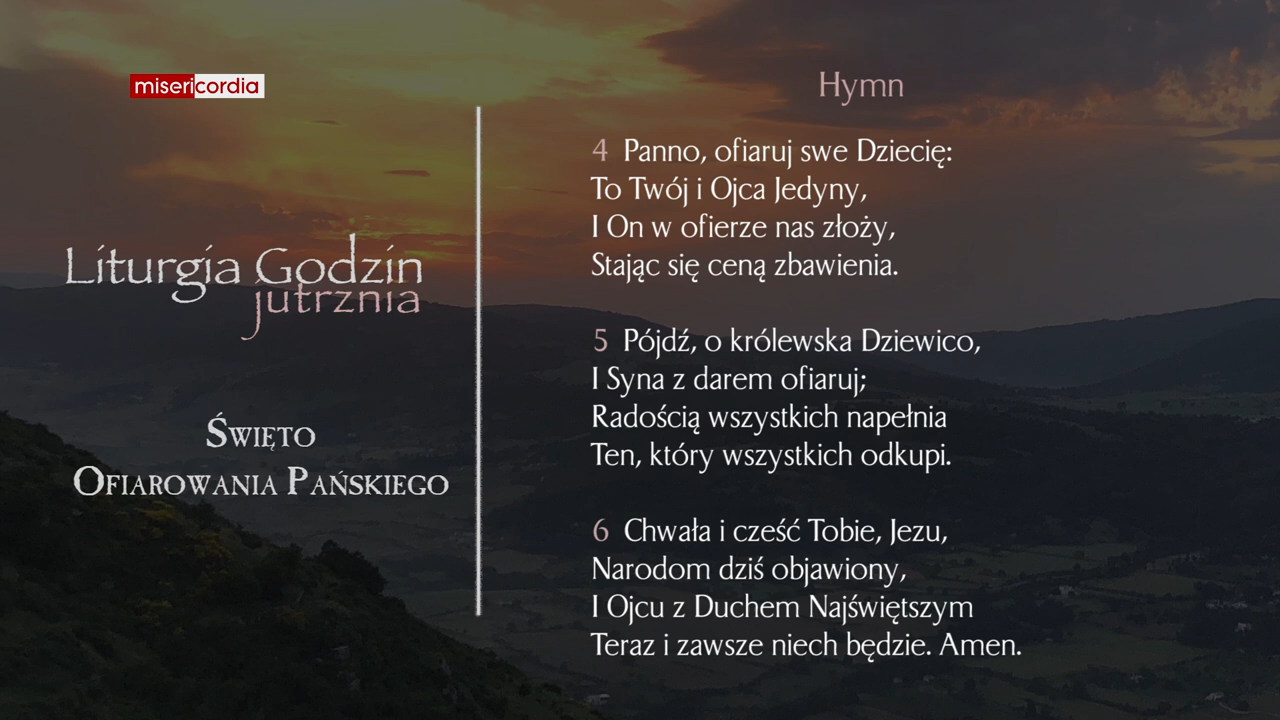 misericordia
Liturgia Godzin
jutrznia
Święto
Ofiarowania Pańskiego
Hymn
4 Panno, ofiaruj swe Dziecię:
To Twój i Ojca Jedyny,
I On w ofierze nas złoży,
Stając się ceną zbawienia.
5 Pójdź, o królewska Dziewico,
I Syna z darem ofiaruj;
Radością wszystkich napełnia
Ten, który wszystkich odkupi.
6 Chwała i cześć Tobie, Jezu,
Narodom dziś objawiony,
I Ojcu z Duchem Najświętszym
Teraz i zawsze niech będzie. Amen.